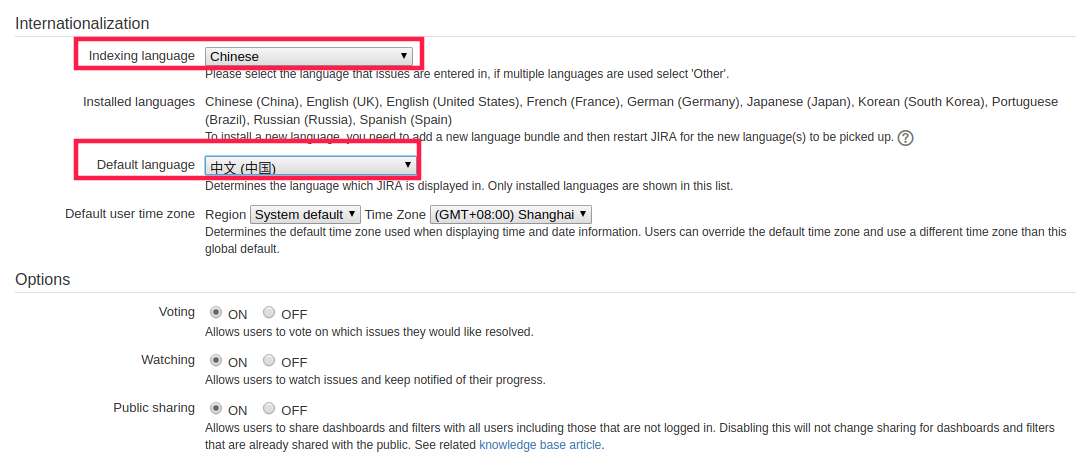 Internationalization
Indexing language Chinese
Please select the language that issues are entered in, if multiple languages are used select 'Other'.
Installed languages Chinese (China), English (UK), English (United States), French (France), German (Germany), Japanese (Japan), Korean (South Korea), Portuguese
(Brazil), Russian (Russia), Spanish (Spain)
To install a new language, you need to add a new language bundle and then restart JIRA for the new language(s) to be picked up. ?
Default language 中文 (中国)
Determines the language which JIRA is displayed in. Only installed languages are shown in this list.
Default user time zone Region System default Time Zone (GMT+08:00) Shanghai
Determines the default time zone used when displaying time and date information. Users can override the default time zone and use a different time zone than this
global default.
Options
Voting ON OFF
Allows users to vote on which issues they would like resolved.
Watching ON OFF
Allows users to watch issues and keep notified of their progress.
Public sharing ON OFF
Allows users to share dashboards and filters with all users including those that are not logged in. Disabling this will not change sharing for dashboards and filters
that are already shared with the public. See related knowledge base article.